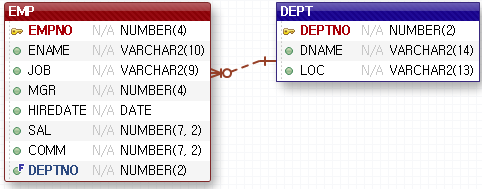 EMP
EMPNO N/A NUMBER(4)
ENAME N/A VARCHAR2(10)
JOB N/A VARCHAR2(9)
MGR N/A NUMBER(4)
HIREDATE N/A DATE
SAL N/A NUMBER(7, 2)
COMM N/A NUMBER(7, 2)
F DEPTNO N/A NUMBER(2)
DEPT
DEPTNO N/A NUMBER(2)
DNAME N/A VARCHAR2(14)
LOC N/A VARCHAR2(13)